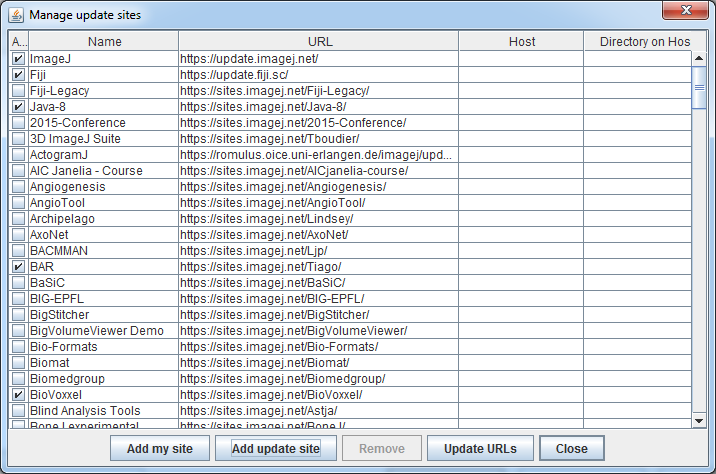 Manage update sites
A... Name URL Host Directory on Hos
ImageJ https://update.imagej.net/
Fiji https://update.fiji.sc/
Fiji-Legacy https://sites.imagej.net/Fiji-Legacy/
Java-8 https://sites.imagej.net/Java-8/
2015-Conference https://sites.imagej.net/2015-Conference/
3D ImageJ Suite https://sites.imagej.net/Tboudier/
ActogramJ https://romulus.oice.uni-erlangen.de/imagej/upd...
AIC Janelia - Course https://sites.imagej.net/AICjanelia-course/
Angiogenesis https://sites.imagej.net/Angiogenesis/
AngioTool https://sites.imagej.net/AngioTool/
Archipelago https://sites.imagej.net/Lindsey/
AxoNet https://sites.imagej.net/AxoNet/
BACMMAN https://sites.imagej.net/Ljp/
BAR https://sites.imagej.net/Tiago/
BaSiC https://sites.imagej.net/BaSiC/
BIG-EPFL https://sites.imagej.net/BIG-EPFL/
BigStitcher https://sites.imagej.net/BigStitcher/
BigVolumeViewer Demo https://sites.imagej.net/BigVolumeViewer/
Bio-Formats https://sites.imagej.net/Bio-Formats/
Biomat https://sites.imagej.net/Biomat/
Biomedgroup https://sites.imagej.net/Biomedgroup/
BioVoxxel https://sites.imagej.net/BioVoxxel/
Blind Analysis Tools https://sites.imagej.net/Astja/
BoneJ experimental https://sites.imagej.net/BoneJ/
Add my site Add update site Remove Update URLs Close